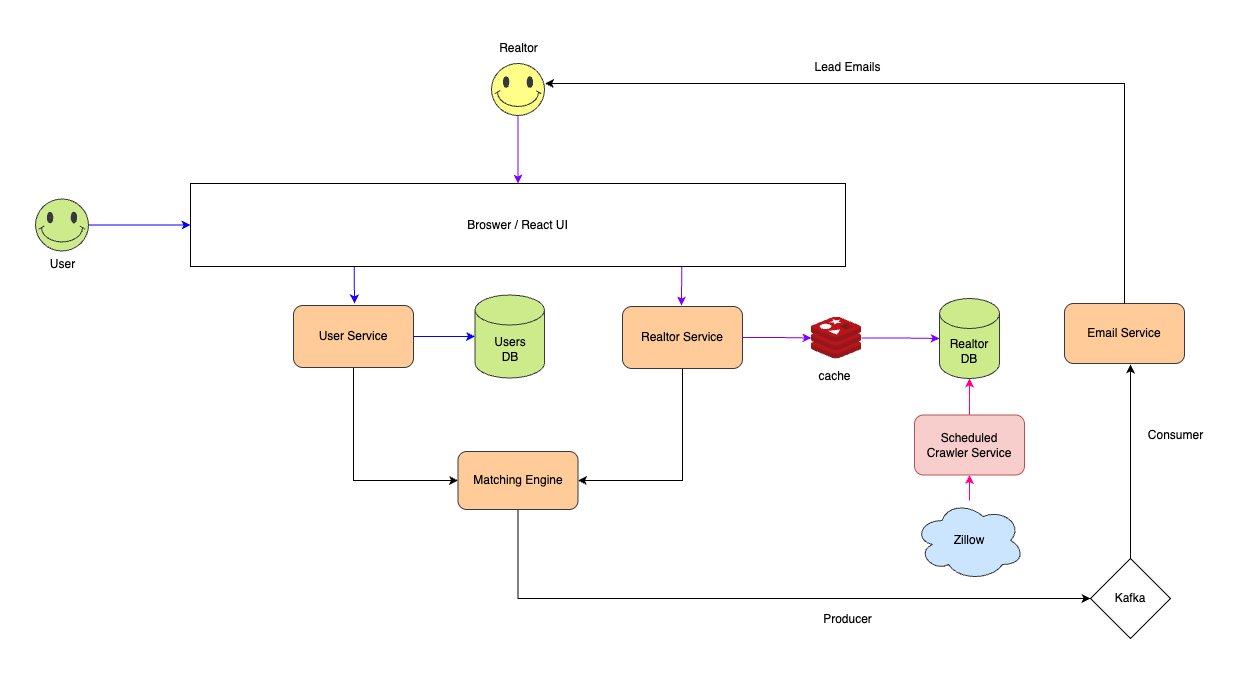 Realtor
Lead Emails
Broswer / React UI
User
User Service
Users
DB
Realtor Service
cache
Realtor
DB
Email Service
Scheduled
Crawler Service
Consumer
Matching Engine
Zillow
Kafka
Producer